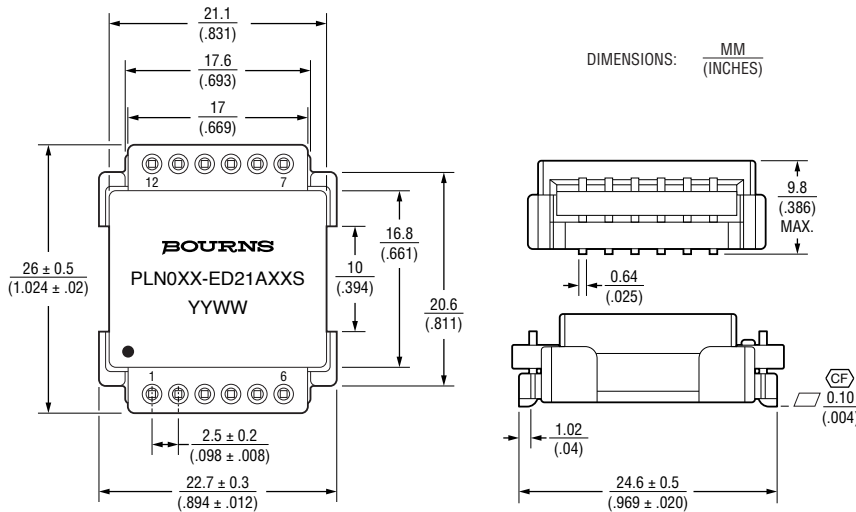 21.1
(.831)
17.6
(.693)
17
(.669)
DIMENSIONS: MM
(INCHES)
12 7
26 ± 0.5
(1.024 ± .02)
BOURNS
PLN0XX-ED21AXXS
YYWW
16.8
(.661)
10
(.394)
20.6
(.811)
1 6
2.5 ± 0.2
(.098 ± .008)
22.7 ± 0.3
(.894 ± .012)
9.8
(.386)
MAX.
0.64
(.025)
CF
0.10
(.004)
1.02
(.04)
24.6 ± 0.5
(.969 ± .020)